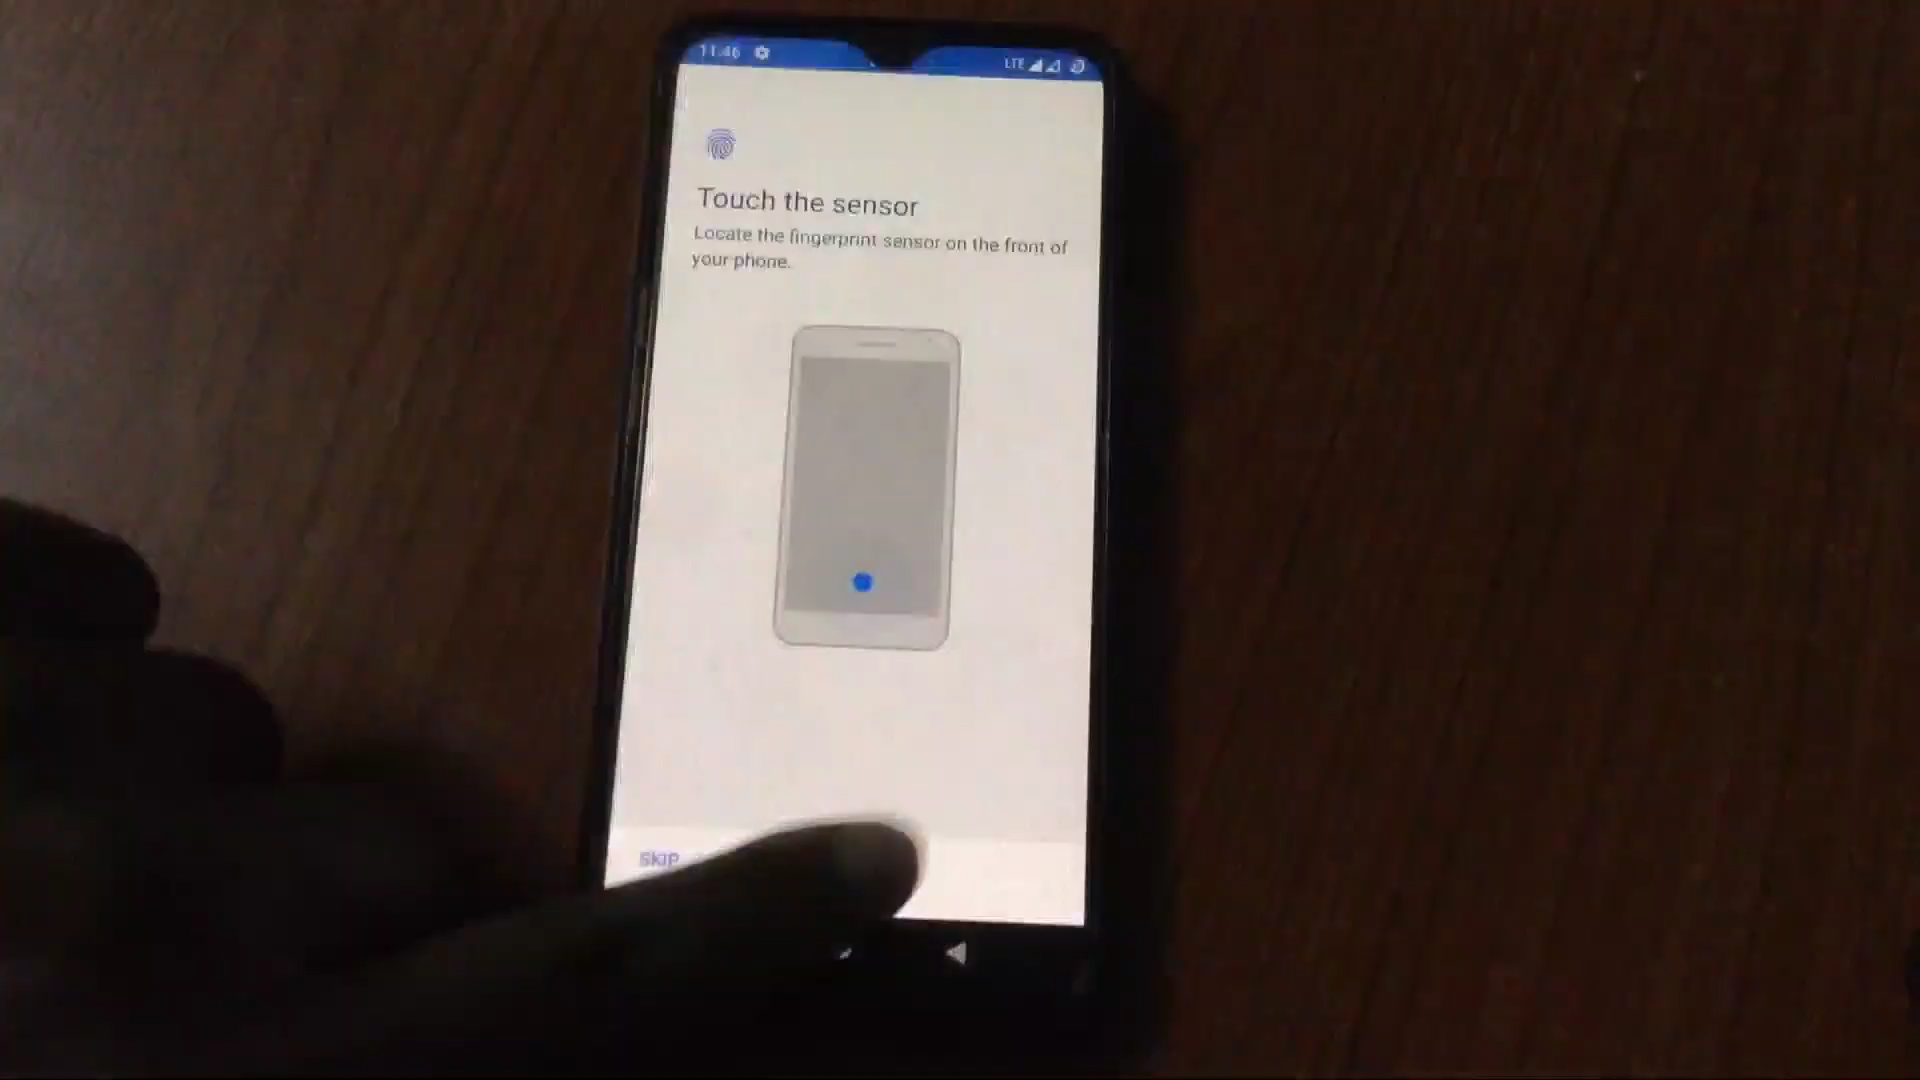 11:46
LTE
Touch the sensor
Locate the fingerprint sensor on the front of
your phone.
SKIP